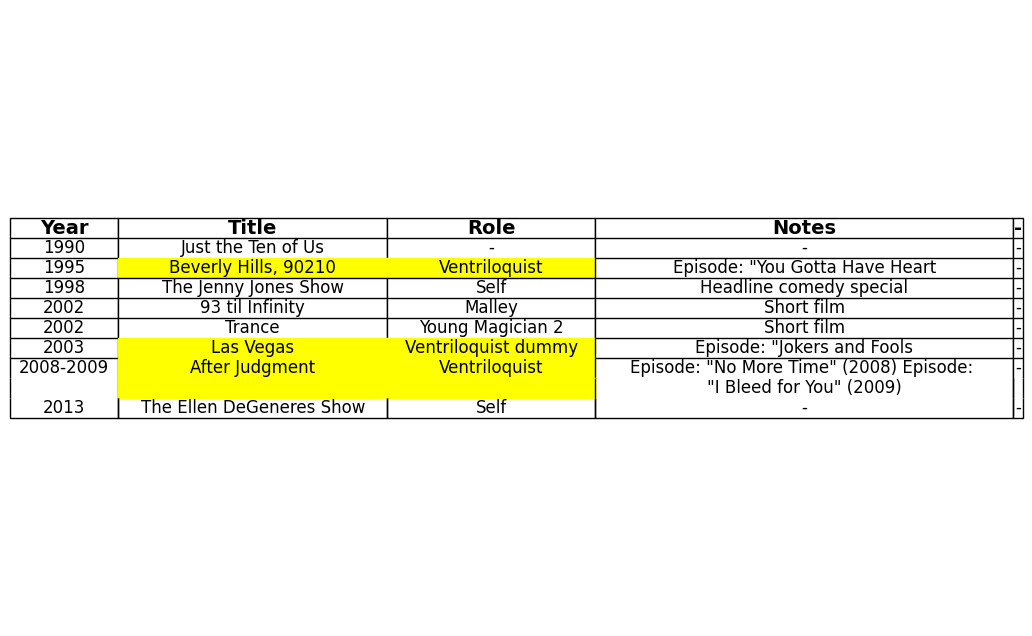 Year Title Role Notes -
1990 Just the Ten of Us - - -
1995 Beverly Hills, 90210 Ventriloquist Episode: "You Gotta Have Heart -
1998 The Jenny Jones Show Self Headline comedy special -
2002 93 til Infinity Malley Short film -
2002 Trance Young Magician 2 Short film -
2003 Las Vegas Ventriloquist dummy Episode: "Jokers and Fools -
2008-2009 After Judgment Ventriloquist Episode: "No More Time" (2008) Episode: -
"I Bleed for You" (2009)
2013 The Ellen DeGeneres Show Self - -